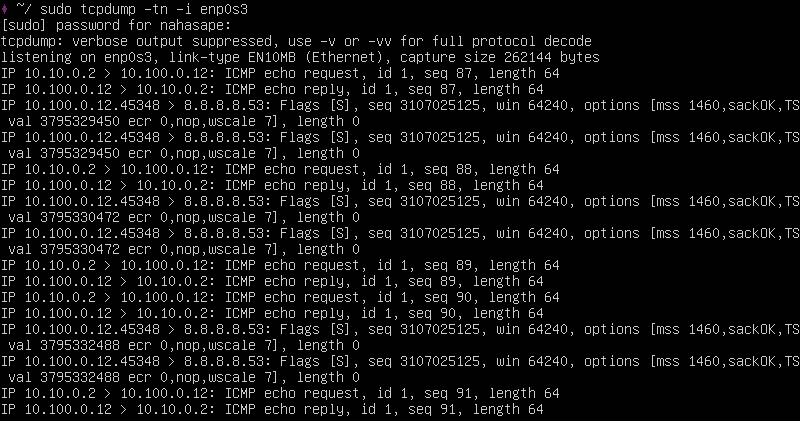 ♦ ~/ sudo tcpdump -tn -i enp0s3
[sudo] password for nahasape:
tcpdump: verbose output suppressed, use -v or -vv for full protocol decode
listening on enp0s3, link-type EN10MB (Ethernet), capture size 262144 bytes
IP 10.10.0.2 > 10.100.0.12: ICMP echo request, id 1, seq 87, length 64
IP 10.100.0.12 > 10.10.0.2: ICMP echo reply, id 1, seq 87, length 64
IP 10.100.0.12.45348 > 8.8.8.8.53: Flags [S], seq 3107025125, win 64240, options [mss 1460,sackOK,TS
 val 3795329450 ecr 0,nop,wscale 7], length 0
IP 10.100.0.12.45348 > 8.8.8.8.53: Flags [S], seq 3107025125, win 64240, options [mss 1460,sackOK,TS
 val 3795329450 ecr 0,nop,wscale 7], length 0
IP 10.10.0.2 > 10.100.0.12: ICMP echo request, id 1, seq 88, length 64
IP 10.100.0.12 > 10.10.0.2: ICMP echo reply, id 1, seq 88, length 64
IP 10.100.0.12.45348 > 8.8.8.8.53: Flags [S], seq 3107025125, win 64240, options [mss 1460,sackOK,TS
 val 3795330472 ecr 0,nop,wscale 7], length 0
IP 10.100.0.12.45348 > 8.8.8.8.53: Flags [S], seq 3107025125, win 64240, options [mss 1460,sackOK,TS
 val 3795330472 ecr 0,nop,wscale 7], length 0
IP 10.10.0.2 > 10.100.0.12: ICMP echo request, id 1, seq 89, length 64
IP 10.100.0.12 > 10.10.0.2: ICMP echo reply, id 1, seq 89, length 64
IP 10.10.0.2 > 10.100.0.12: ICMP echo request, id 1, seq 90, length 64
IP 10.100.0.12 > 10.10.0.2: ICMP echo reply, id 1, seq 90, length 64
IP 10.100.0.12.45348 > 8.8.8.8.53: Flags [S], seq 3107025125, win 64240, options [mss 1460,sackOK,TS
 val 3795332488 ecr 0,nop,wscale 7], length 0
IP 10.100.0.12.45348 > 8.8.8.8.53: Flags [S], seq 3107025125, win 64240, options [mss 1460,sackOK,TS
 val 3795332488 ecr 0,nop,wscale 7], length 0
IP 10.10.0.2 > 10.100.0.12: ICMP echo request, id 1, seq 91, length 64
IP 10.100.0.12 > 10.10.0.2: ICMP echo reply, id 1, seq 91, length 64